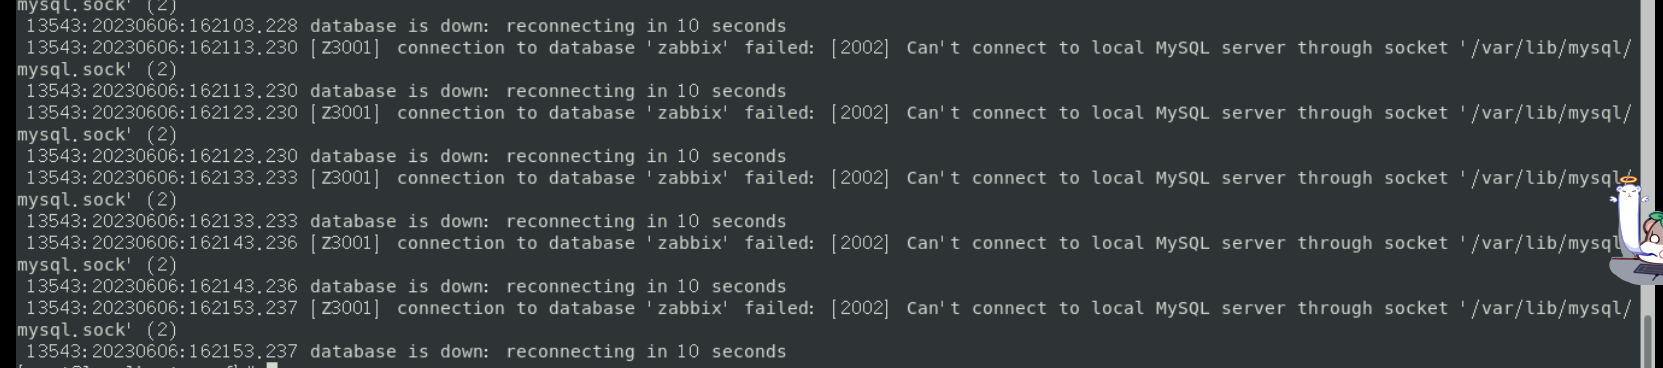 mysql.sock' (2)
13543:20230606:162103.228 database is down: reconnecting in 10 seconds
13543:20230606:162113.230 [Z3001] connection to database 'zabbix' failed: [2002] Can't connect to local MySQL server through socket '/var/lib/mysql/
mysql.sock' (2)
13543:20230606:162113.230 database is down: reconnecting in 10 seconds
13543:20230606:162123.230 [Z3001] connection to database 'zabbix' failed: [2002] Can't connect to local MySQL server through socket '/var/lib/mysql/
mysql.sock' (2)
13543:20230606:162123.230 database is down: reconnecting in 10 seconds
13543:20230606:162133.233 [Z3001] connection to database 'zabbix' failed: [2002] Can't connect to local MySQL server through socket '/var/lib/mysql/
mysql.sock' (2)
13543:20230606:162133.233 database is down: reconnecting in 10 seconds
13543:20230606:162143.236 [Z3001] connection to database 'zabbix' failed: [2002] Can't connect to local MySQL server through socket '/var/lib/mysql
mysql.sock' (2)
13543:20230606:162143.236 database is down: reconnecting in 10 seconds
13543:20230606:162153.237 [Z3001] connection to database 'zabbix' failed: [2002] Can't connect to local MySQL server through socket '/var/lib/mysql/
mysql.sock' (2)
13543:20230606:162153.237 database is down: reconnecting in 10 seconds